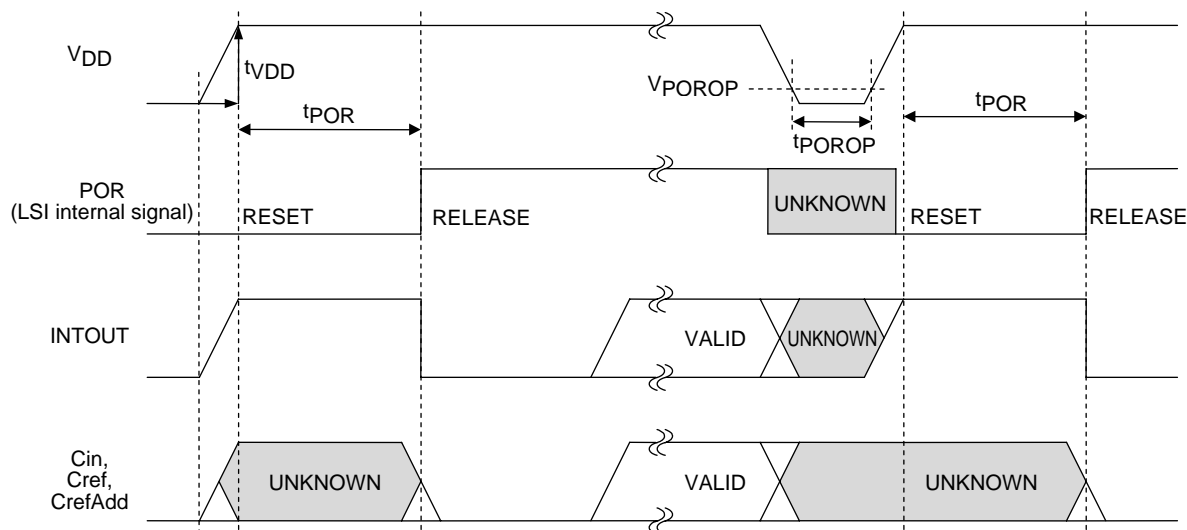 VDD
tVDD
tPOR
VPOROP
tPOROP
tPOR
POR
(LSI internal signal)
RESET
RELEASE
UNKNOWN
RESET
RELEASE
INTOUT
VALID
UNKNOWN
Cin,
Cref,
CrefAdd
UNKNOWN
VALID
UNKNOWN